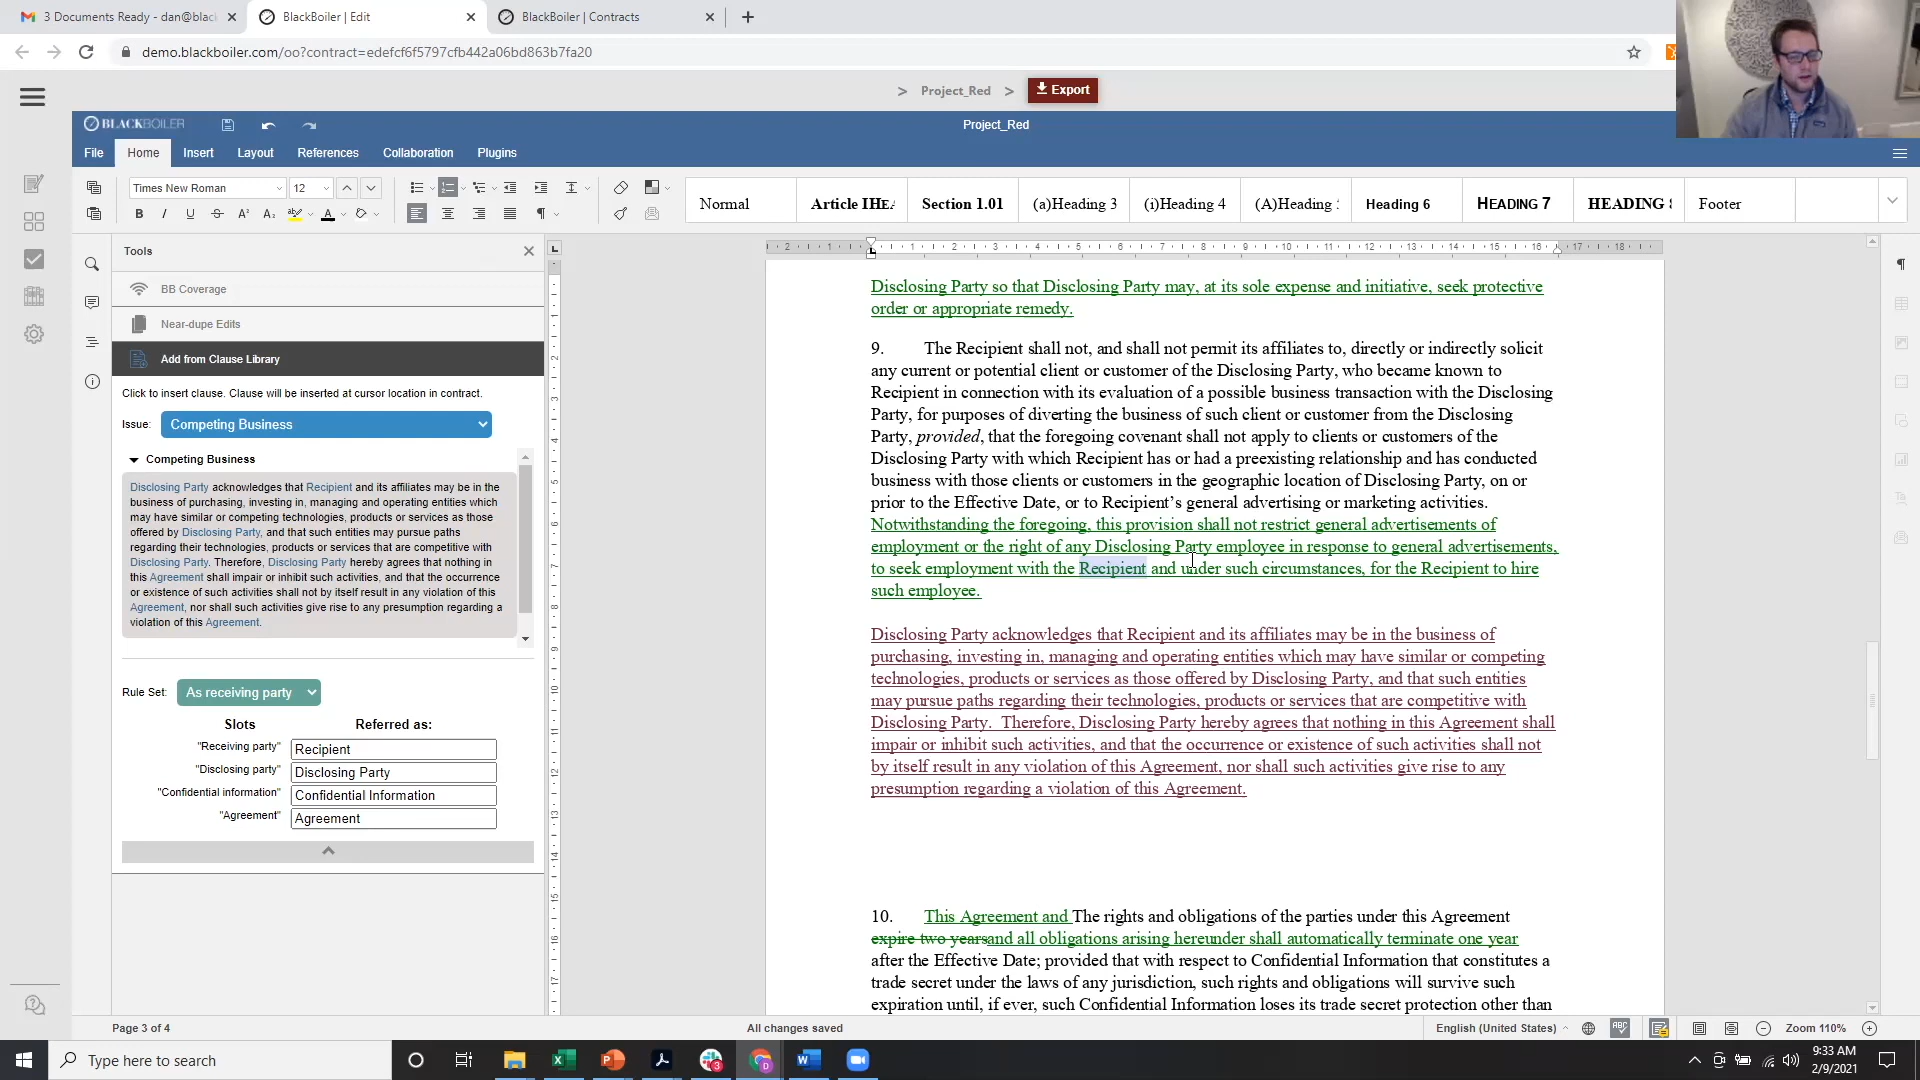 3 Documents Ready - dan@blac
BlackBoiler | Edit
BlackBoiler | Contracts
demo.blackboiler.com/oo?contract=edefcf6f5797cfb442a06bd863b7fa20
> Project_Red > Export
BLACKBOILER
Project_Red
File Home Insert Layout References Collaboration Plugins
Times New Roman 12
Normal
Article I HEA
Section 1.01
(a)Heading 3
(i)Heading 4
(A)Heading
Heading 6
HEADING 7
HEADING 8
Footer
Tools
BB Coverage
Near-dupe Edits
Add from Clause Library
Click to insert clause. Clause will be inserted at cursor location in contract.
Issue: Competing Business
Competing Business
Disclosing Party acknowledges that Recipient and its affiliates may be in the
business of purchasing, investing in, managing and operating entities which
may have similar or competing technologies, products or services as those
offered by Disclosing Party, and that such entities may pursue paths
regarding their technologies, products or services that are competitive with
Disclosing Party. Therefore, Disclosing Party hereby agrees that nothing in
this Agreement shall impair or inhibit such activities, and that the occurrence
or existence of such activities shall not by itself result in any violation of this
Agreement, nor shall such activities give rise to any presumption regarding a
violation of this Agreement.
Rule Set: As receiving party
Slots Referred as:
"Receiving party" Recipient
"Disclosing party" Disclosing Party
"Confidential information" Confidential Information
"Agreement" Agreement
Disclosing Party so that Disclosing Party may, at its sole expense and initiative, seek protective
order or appropriate remedy.
9. The Recipient shall not, and shall not permit its affiliates to, directly or indirectly solicit
any current or potential client or customer of the Disclosing Party, who became known to
Recipient in connection with its evaluation of a possible business transaction with the Disclosing
Party, for purposes of diverting the business of such client or customer from the Disclosing
Party, provided, that the foregoing covenant shall not apply to clients or customers of the
Disclosing Party with which Recipient has or had a preexisting relationship and has conducted
business with those clients or customers in the geographic location of Disclosing Party, on or
prior to the Effective Date, or to Recipient's general advertising or marketing activities.
Notwithstanding the foregoing, this provision shall not restrict general advertisements of
employment or the right of any Disclosing Party employee in response to general advertisements,
to seek employment with the Recipient and under such circumstances, for the Recipient to hire
such employee.
Disclosing Party acknowledges that Recipient and its affiliates may be in the business of
purchasing, investing in, managing and operating entities which may have similar or competing
technologies, products or services as those offered by Disclosing Party, and that such entities
may pursue paths regarding their technologies, products or services that are competitive with
Disclosing Party. Therefore, Disclosing Party hereby agrees that nothing in this Agreement shall
impair or inhibit such activities, and that the occurrence or existence of such activities shall not
by itself result in any violation of this Agreement, nor shall such activities give rise to any
presumption regarding a violation of this Agreement.
10. This Agreement and The rights and obligations of the parties under this Agreement
expire two yearsand all obligations arising hereunder shall automatically terminate one year
after the Effective Date; provided that with respect to Confidential Information that constitutes a
trade secret under the laws of any jurisdiction, such rights and obligations will survive such
expiration until, if ever, such Confidential Information loses its trade secret protection other than
Page 3 of 4
All changes saved
English (United States)
Zoom 110%
Type here to search
9:33 AM
2/9/2021